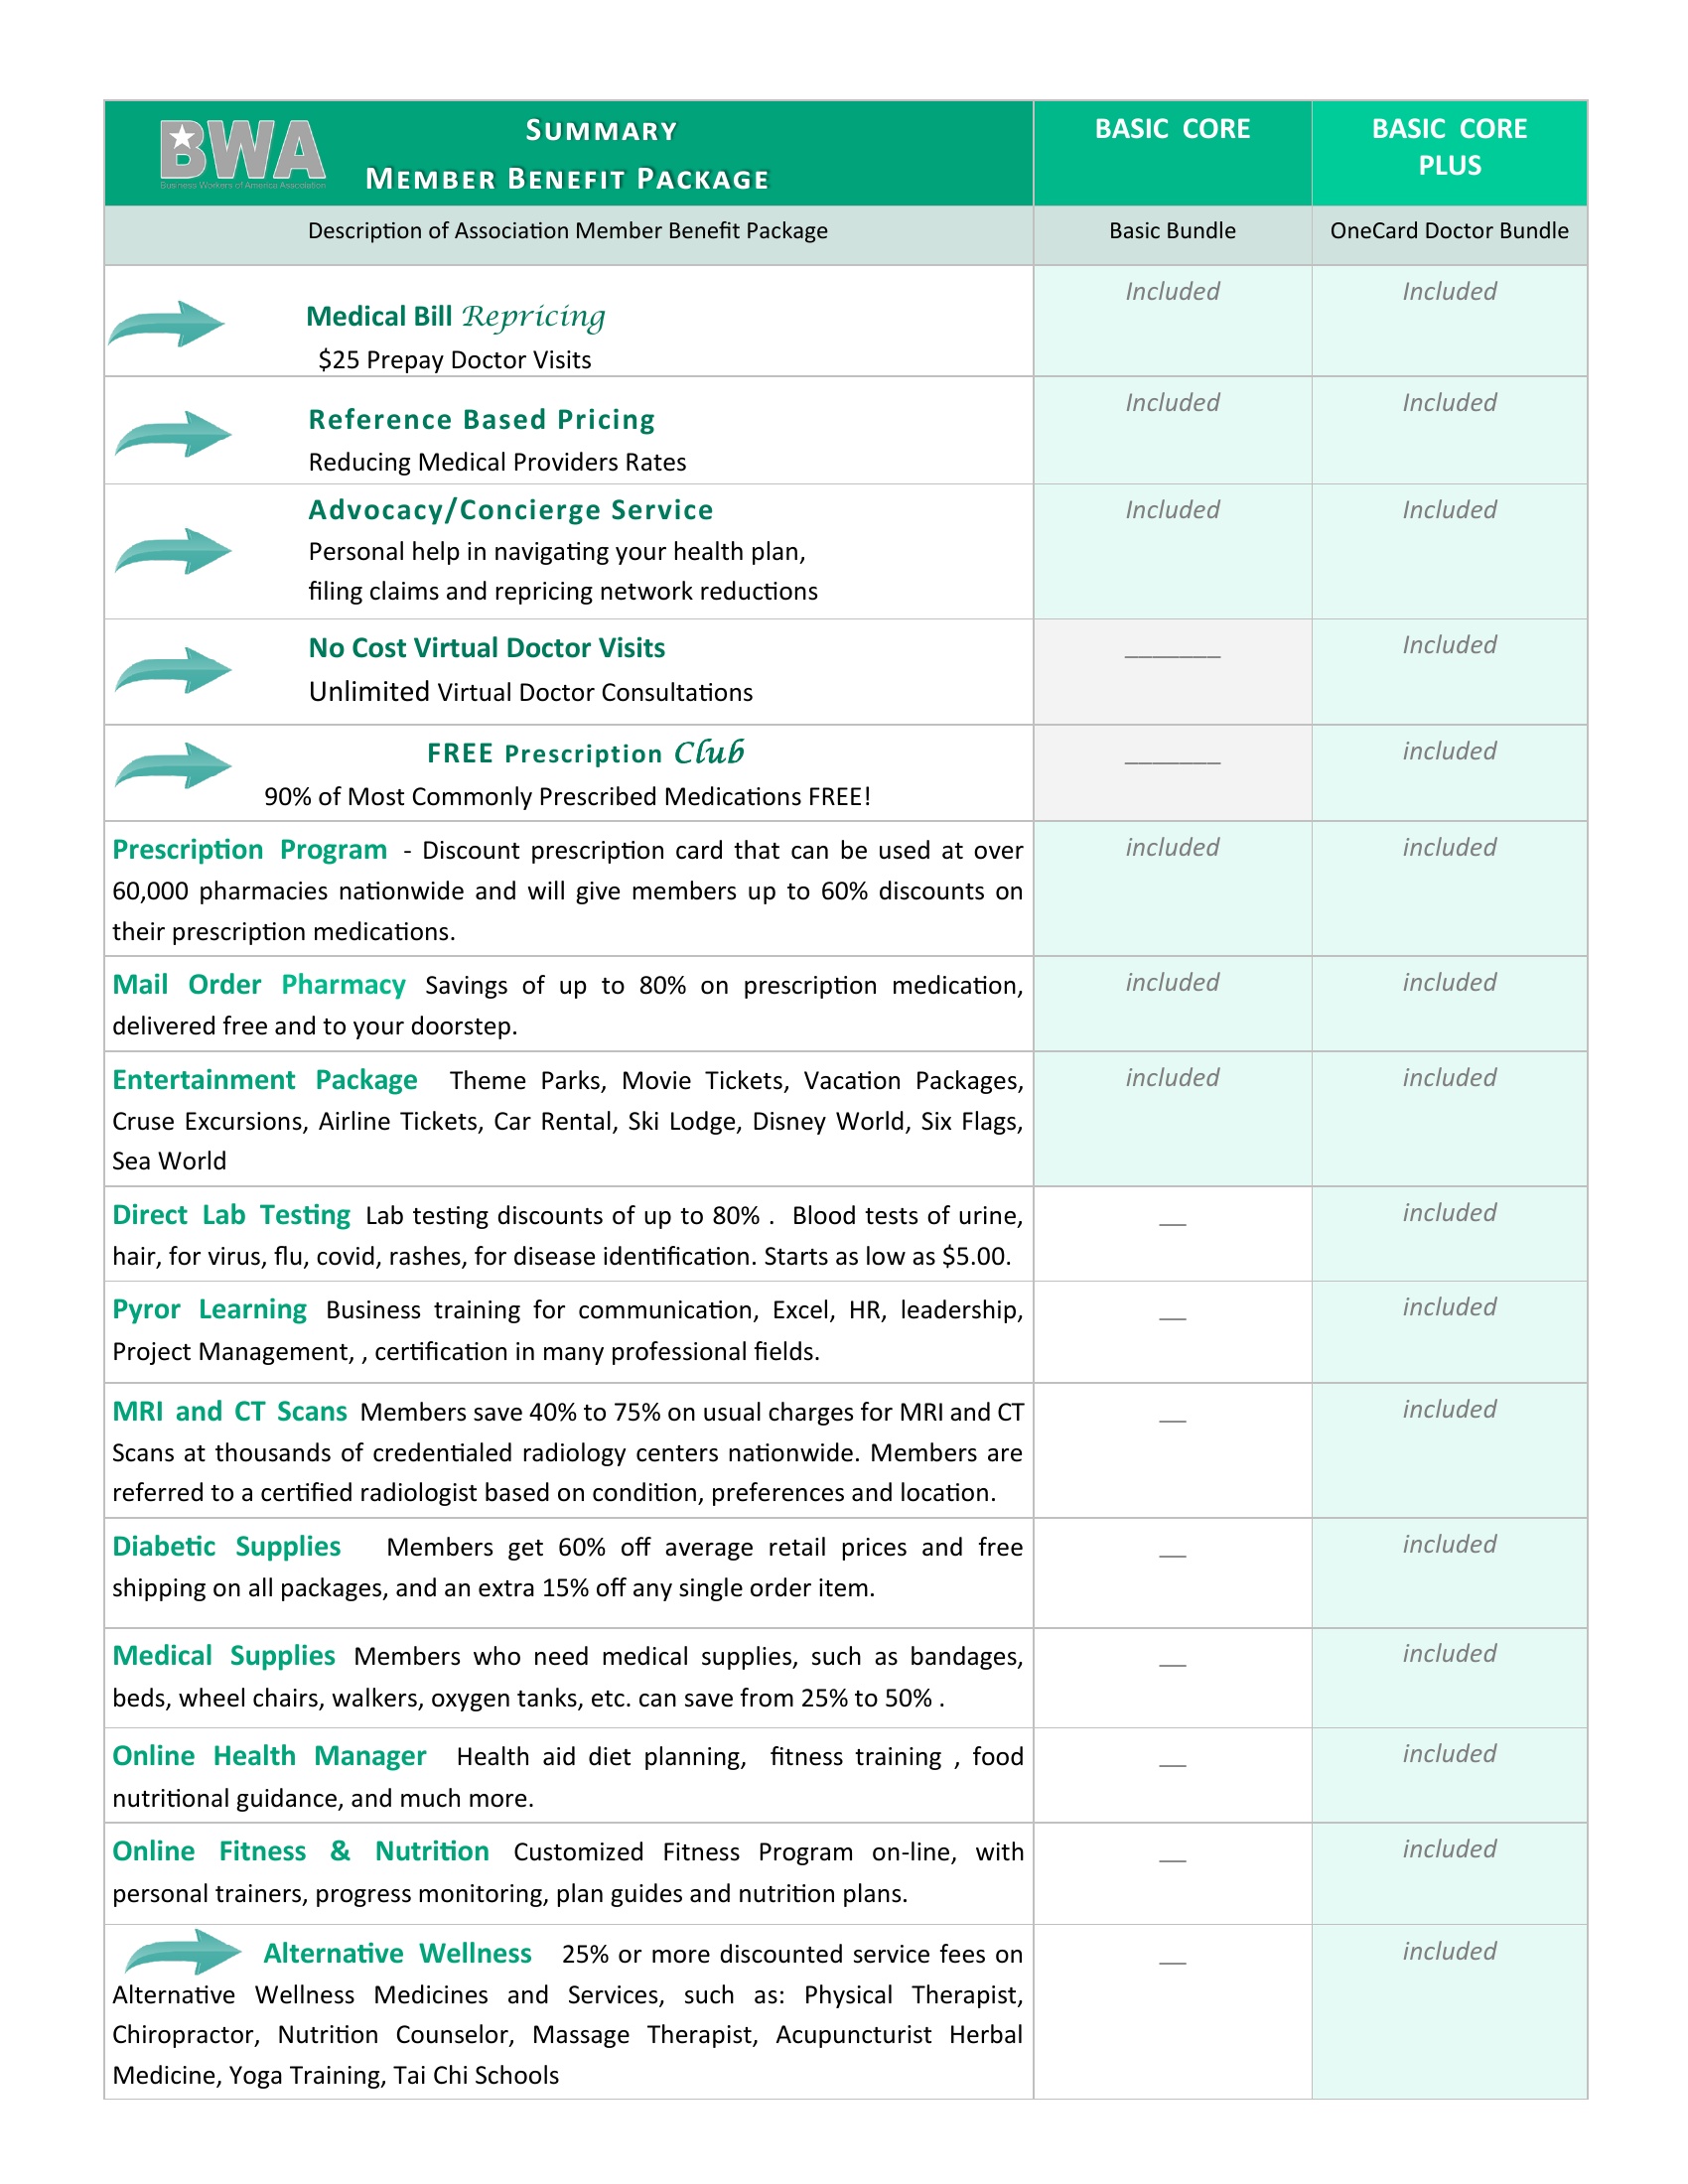 BWA
Business Workers of America Association
SUMMARY
MEMBER BENEFIT PACKAGE
BASIC CORE
BASIC CORE
PLUS
Description of Association Member Benefit Package
Basic Bundle
OneCard Doctor Bundle
Medical Bill Repricing
$25 Prepay Doctor Visits
Included
Included
Reference Based Pricing
Reducing Medical Providers Rates
Included
Included
Advocacy/Concierge Service
Personal help in navigating your health plan,
filing claims and repricing network reductions
Included
Included
No Cost Virtual Doctor Visits
Unlimited Virtual Doctor Consultations
_______
Included
FREE Prescription Club
90% of Most Commonly Prescribed Medications FREE!
_______
included
Prescription Program - Discount prescription card that can be used at over
60,000 pharmacies nationwide and will give members up to 60% discounts on
their prescription medications.
included
included
Mail Order Pharmacy Savings of up to 80% on prescription medication,
delivered free and to your doorstep.
included
included
Entertainment Package Theme Parks, Movie Tickets, Vacation Packages,
Cruse Excursions, Airline Tickets, Car Rental, Ski Lodge, Disney World, Six Flags,
Sea World
included
included
Direct Lab Testing Lab testing discounts of up to 80% . Blood tests of urine,
hair, for virus, flu, covid, rashes, for disease identification. Starts as low as $5.00.
__
included
Pyror Learning Business training for communication, Excel, HR, leadership,
Project Management, , certification in many professional fields.
__
included
MRI and CT Scans Members save 40% to 75% on usual charges for MRI and CT
Scans at thousands of credentialed radiology centers nationwide. Members are
referred to a certified radiologist based on condition, preferences and location.
__
included
Diabetic Supplies Members get 60% off average retail prices and free
shipping on all packages, and an extra 15% off any single order item.
__
included
Medical Supplies Members who need medical supplies, such as bandages,
beds, wheel chairs, walkers, oxygen tanks, etc. can save from 25% to 50% .
__
included
Online Health Manager Health aid diet planning, fitness training , food
nutritional guidance, and much more.
__
included
Online Fitness & Nutrition Customized Fitness Program on-line, with
personal trainers, progress monitoring, plan guides and nutrition plans.
__
included
Alternative Wellness 25% or more discounted service fees on
Alternative Wellness Medicines and Services, such as: Physical Therapist,
Chiropractor, Nutrition Counselor, Massage Therapist, Acupuncturist Herbal
Medicine, Yoga Training, Tai Chi Schools
__
included